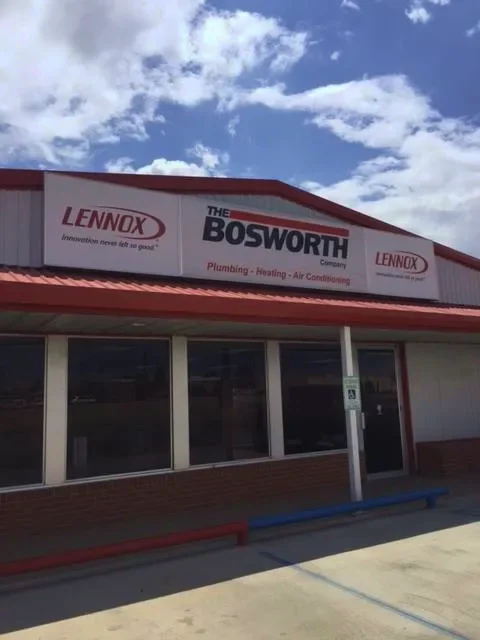 LENNOX
Innovation never felt so good.
THE
BOSWORTH
Company
Plumbing - Heating - Air Conditioning
LENNOX
Innovation never felt so good.